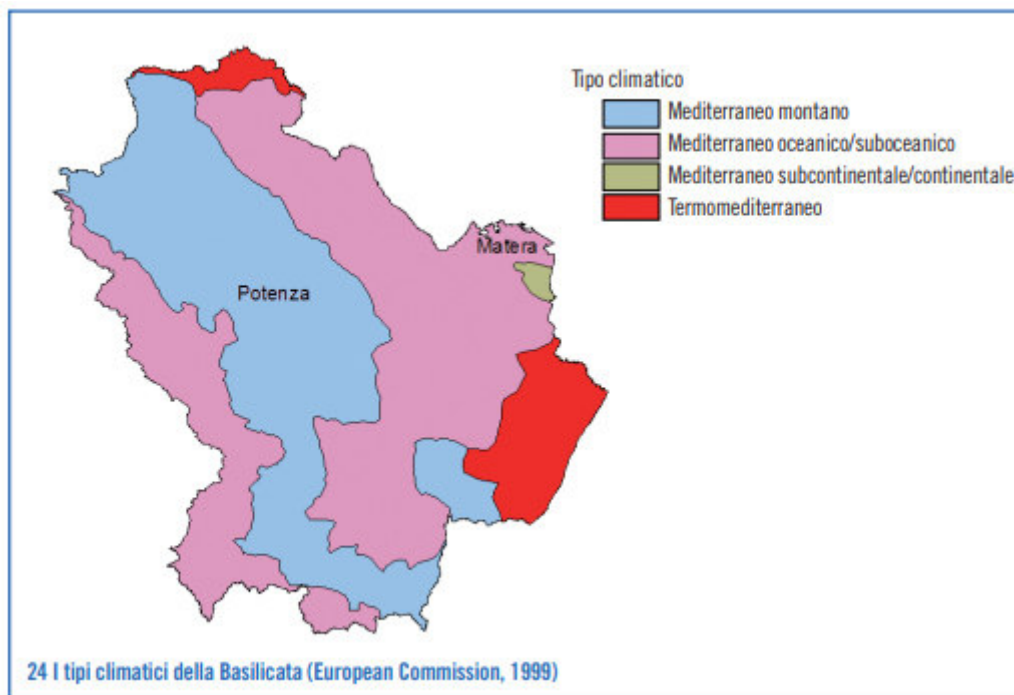 Tipo climatico
Mediterraneo montano
Mediterraneo oceanico/suboceanico
Mediterraneo subcontinentale/continentale
Termomediterraneo
Matera
Potenza
24 I tipi climatici della Basilicata (European Commission, 1999)